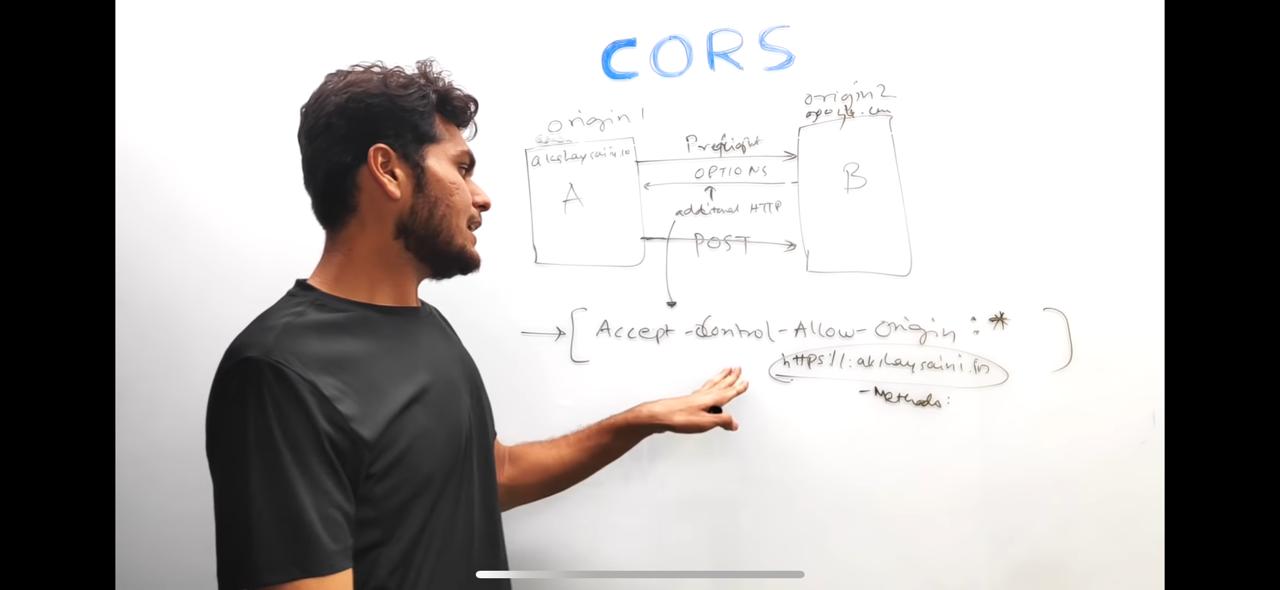 CORS
origin 1
origin 2
google.com
akshaysaini.in
A
Preflight
OPTIONS
additional HTTP
POST
B
Accept-Control-Allow-Origin : *
https://:akshaysaini.in
-Methods: